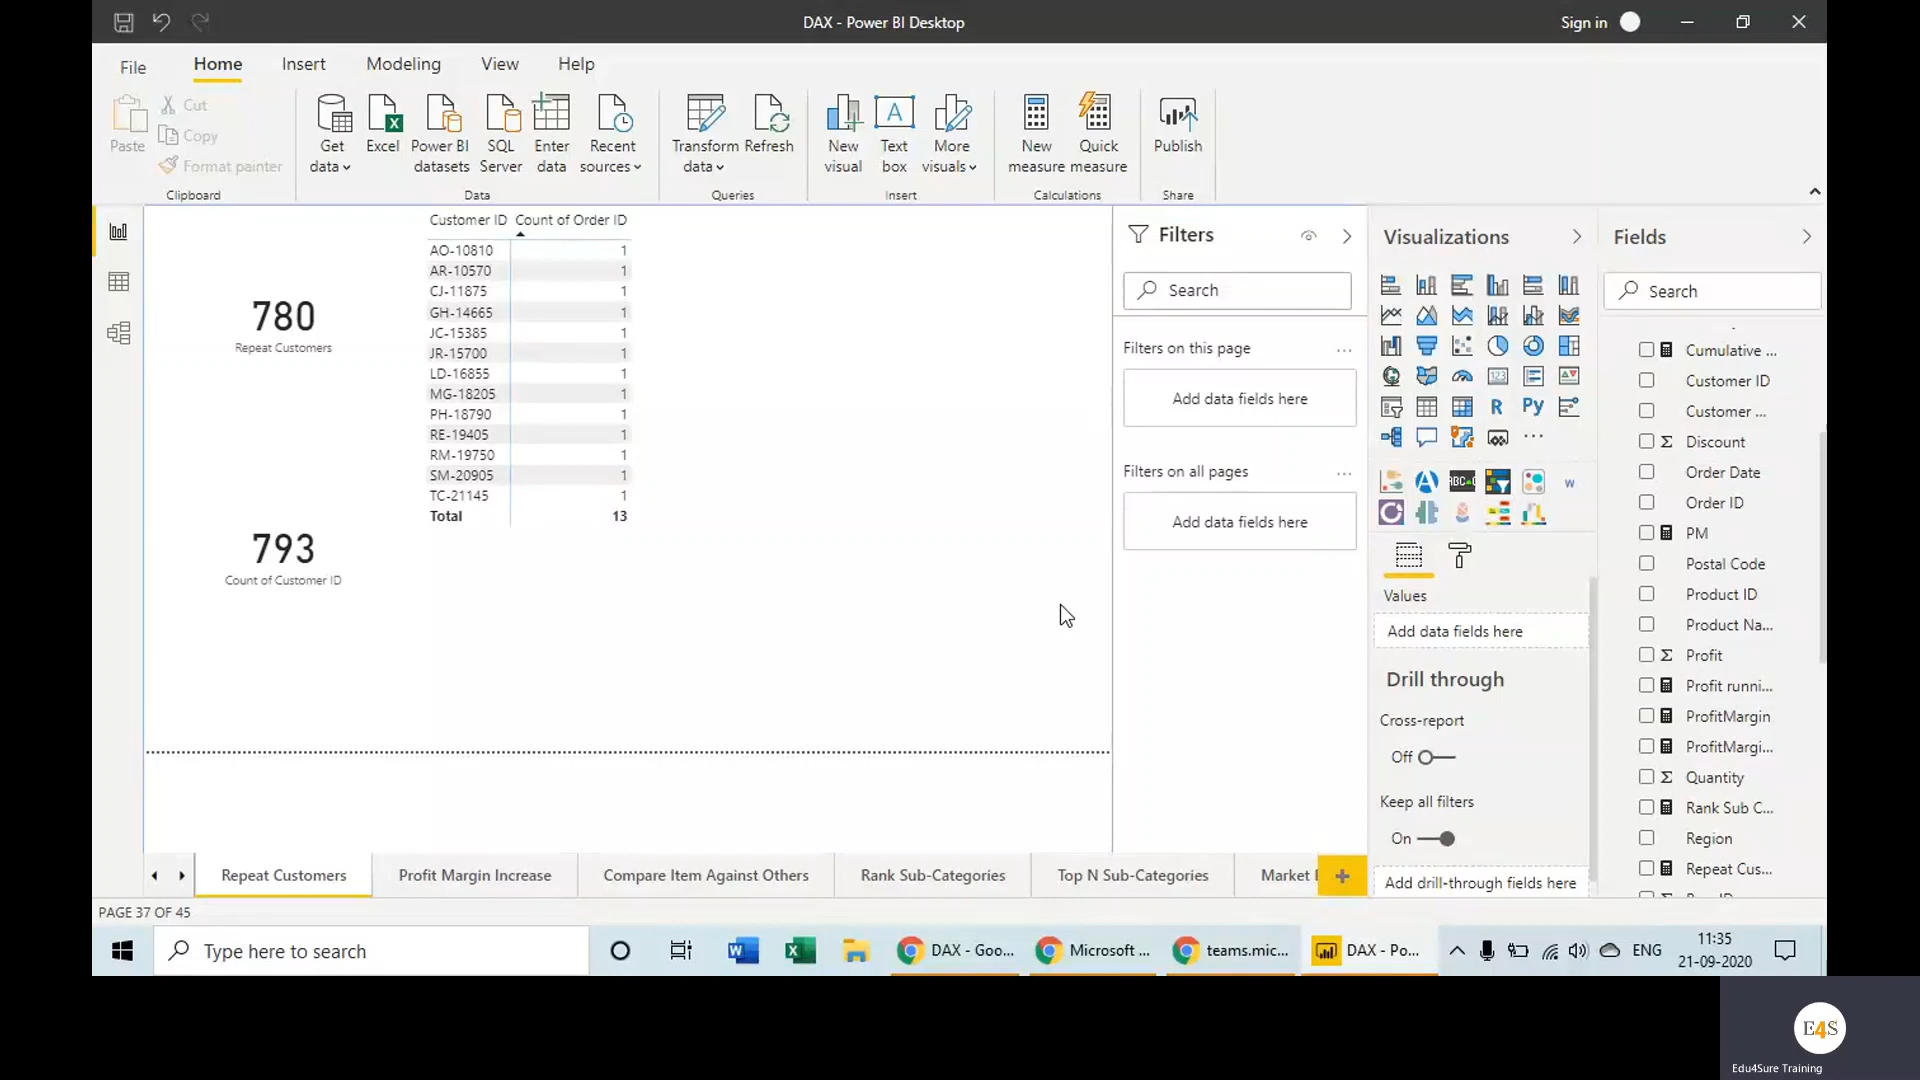 DAX - Power BI Desktop
Sign in
File
Home
Insert
Modeling
View
Help
Paste
Cut
Copy
Format painter
Clipboard
Get data
Excel
Power BI datasets
SQL Server
Enter data
Recent sources
Data
Transform data
Refresh
Queries
New visual
Text box
More visuals
Insert
New measure
Quick measure
Calculations
Publish
Share
780
Repeat Customers
793
Count of Customer ID
Customer ID Count of Order ID
AO-10810 1
AR-10570 1
CJ-11875 1
GH-14665 1
JC-15385 1
JR-15700 1
LD-16855 1
MG-18205 1
PH-18790 1
RE-19405 1
RM-19750 1
SM-20905 1
TC-21145 1
Total 13
Filters
Search
Filters on this page
Add data fields here
Filters on all pages
Add data fields here
Visualizations
123
R
Py
ABC
W
Values
Add data fields here
Drill through
Cross-report
Off
Keep all filters
On
Add drill-through fields here
Fields
Search
Cumulative ...
Customer ID
Customer ...
Discount
Order Date
Order ID
PM
Postal Code
Product ID
Product Na...
Profit
Profit runni...
ProfitMargin
ProfitMargi...
Quantity
Rank Sub C...
Region
Repeat Cus...
Repeat Customers
Profit Margin Increase
Compare Item Against Others
Rank Sub-Categories
Top N Sub-Categories
Market
PAGE 37 OF 45
Type here to search
DAX - Goo...
Microsoft ...
teams.mic...
DAX - Po...
ENG
11:35
21-09-2020
E4S
Edu4Sure Training